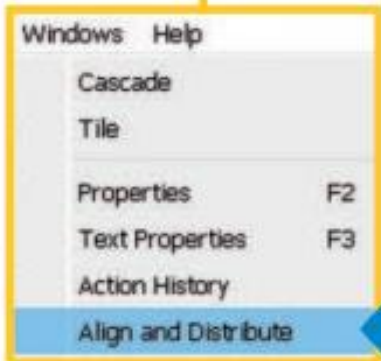 Windows Help
Cascade
Tile
Properties F2
Text Properties F3
Action History
Align and Distribute